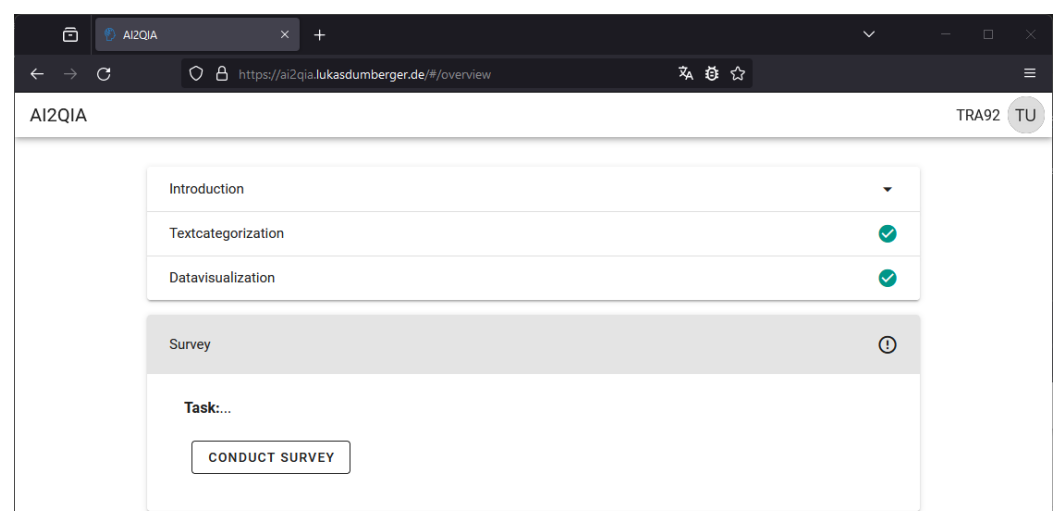 AI2QIA
https://ai2qia.lukasdumberger.de/#/overview
AI2QIA
TRA92 TU
Introduction
Textcategorization
Datavisualization
Survey
Task:...
CONDUCT SURVEY